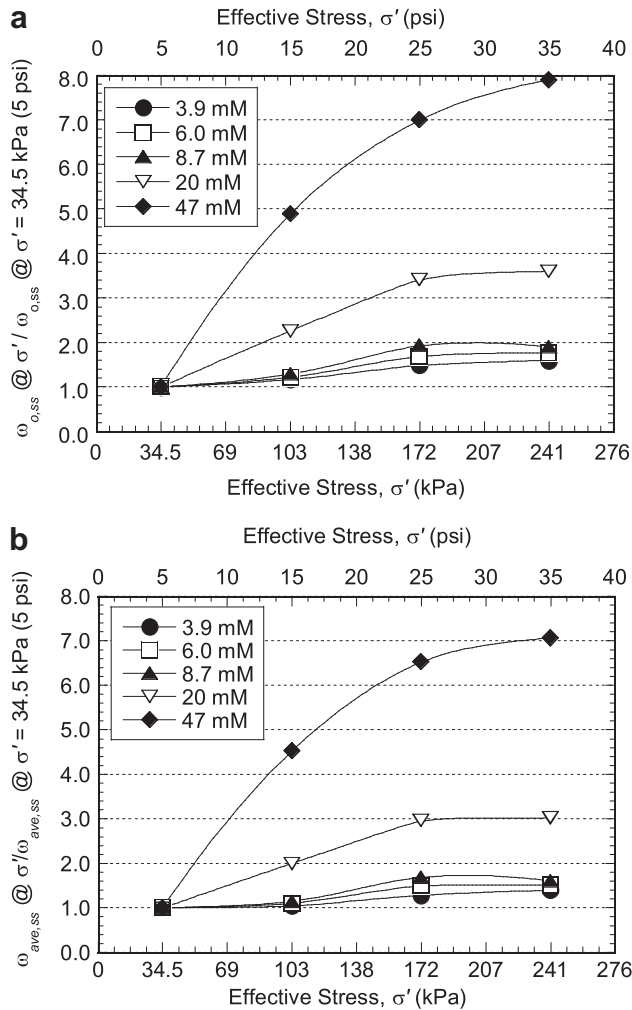 a
Effective Stress, σ′ (psi)
0 5 10 15 20 25 30 35 40
8.0
7.0
6.0
5.0
4.0
3.0
2.0
1.0
0.0
ω_o,ss @ σ′ / ω_o,ss @ σ′ = 34.5 kPa (5 psi)
3.9 mM
6.0 mM
8.7 mM
20 mM
47 mM
0 34.5 69 103 138 172 207 241 276
Effective Stress, σ′ (kPa)
b
Effective Stress, σ′ (psi)
0 5 10 15 20 25 30 35 40
8.0
7.0
6.0
5.0
4.0
3.0
2.0
1.0
0.0
ω_ave,ss @ σ′/ω_ave,ss @ σ′ = 34.5 kPa (5 psi)
3.9 mM
6.0 mM
8.7 mM
20 mM
47 mM
0 34.5 69 103 138 172 207 241 276
Effective Stress, σ′ (kPa)